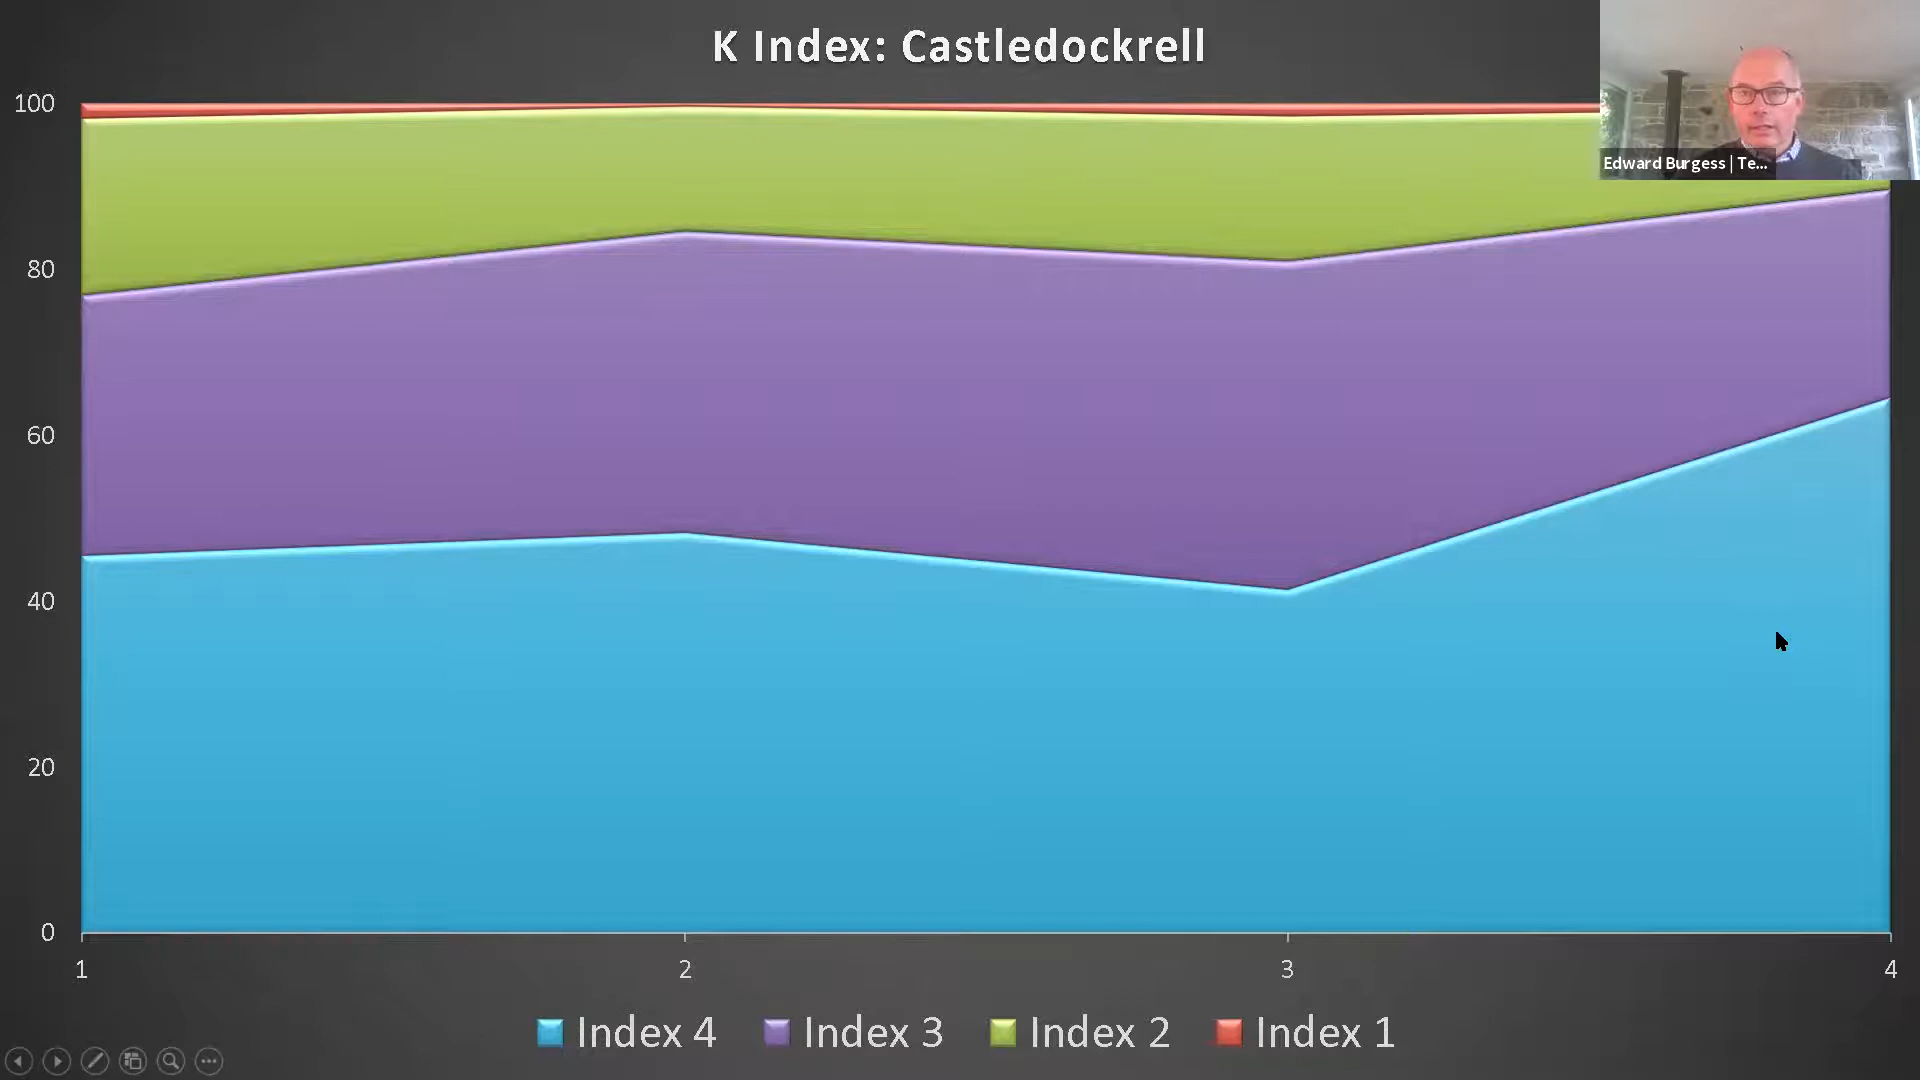 K Index: Castledockrell
Edward Burgess | Te...
100
80
60
40
20
0
1 2 3 4
Index 4 Index 3 Index 2 Index 1